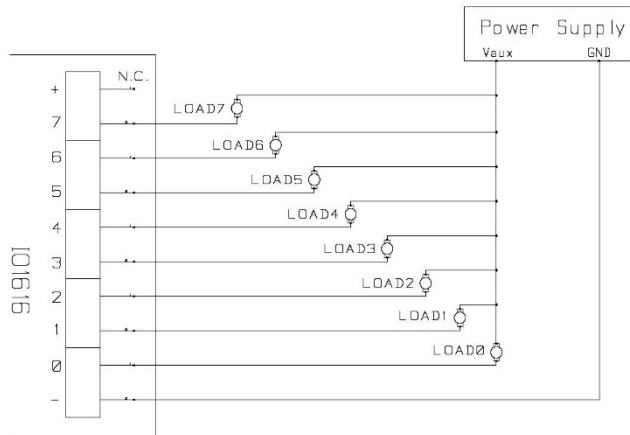 Power Supply
Vaux GND
+ N.C.
7 LOAD7
6 LOAD6
5 LOAD5
4 LOAD4
3 LOAD3
2 LOAD2
1 LOAD1
0 LOAD0
-
IO1616